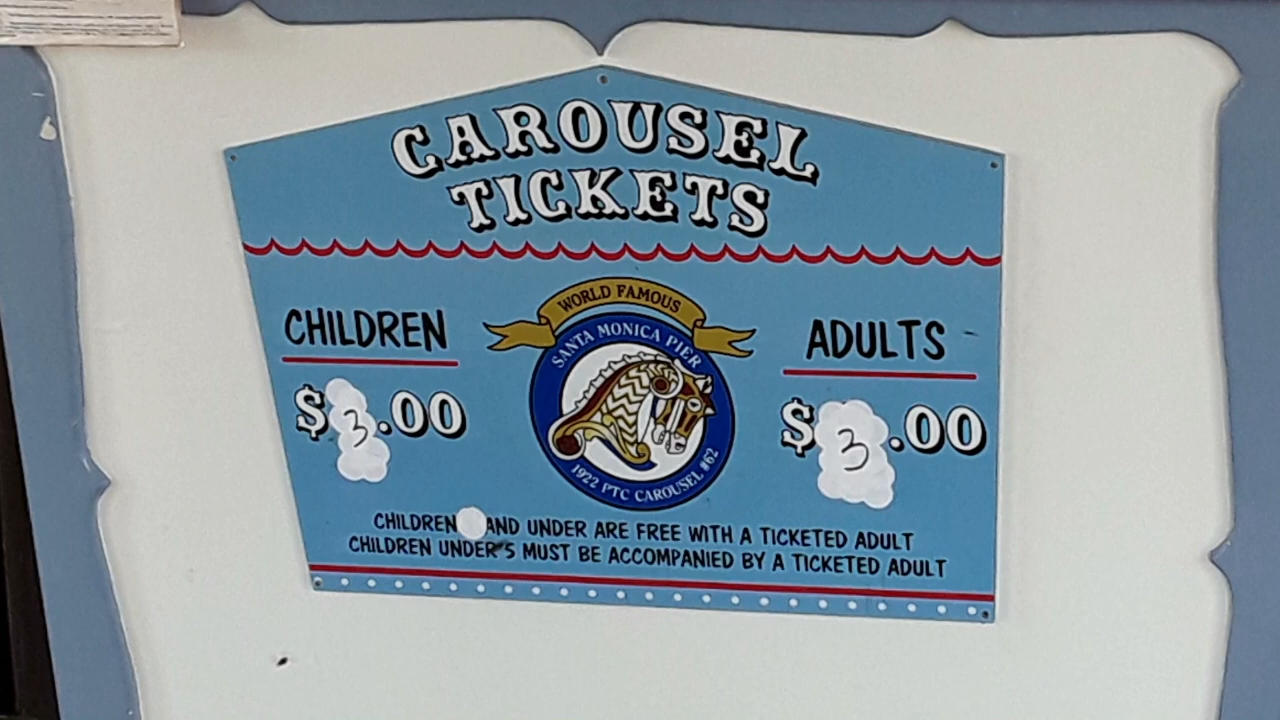 CAROUSEL
TICKETS
WORLD FAMOUS
SANTA MONICA PIER
1922 PTC CAROUSEL #62
CHILDREN
$3.00
ADULTS
$3.00
CHILDREN AND UNDER ARE FREE WITH A TICKETED ADULT
CHILDREN UNDER 5 MUST BE ACCOMPANIED BY A TICKETED ADULT